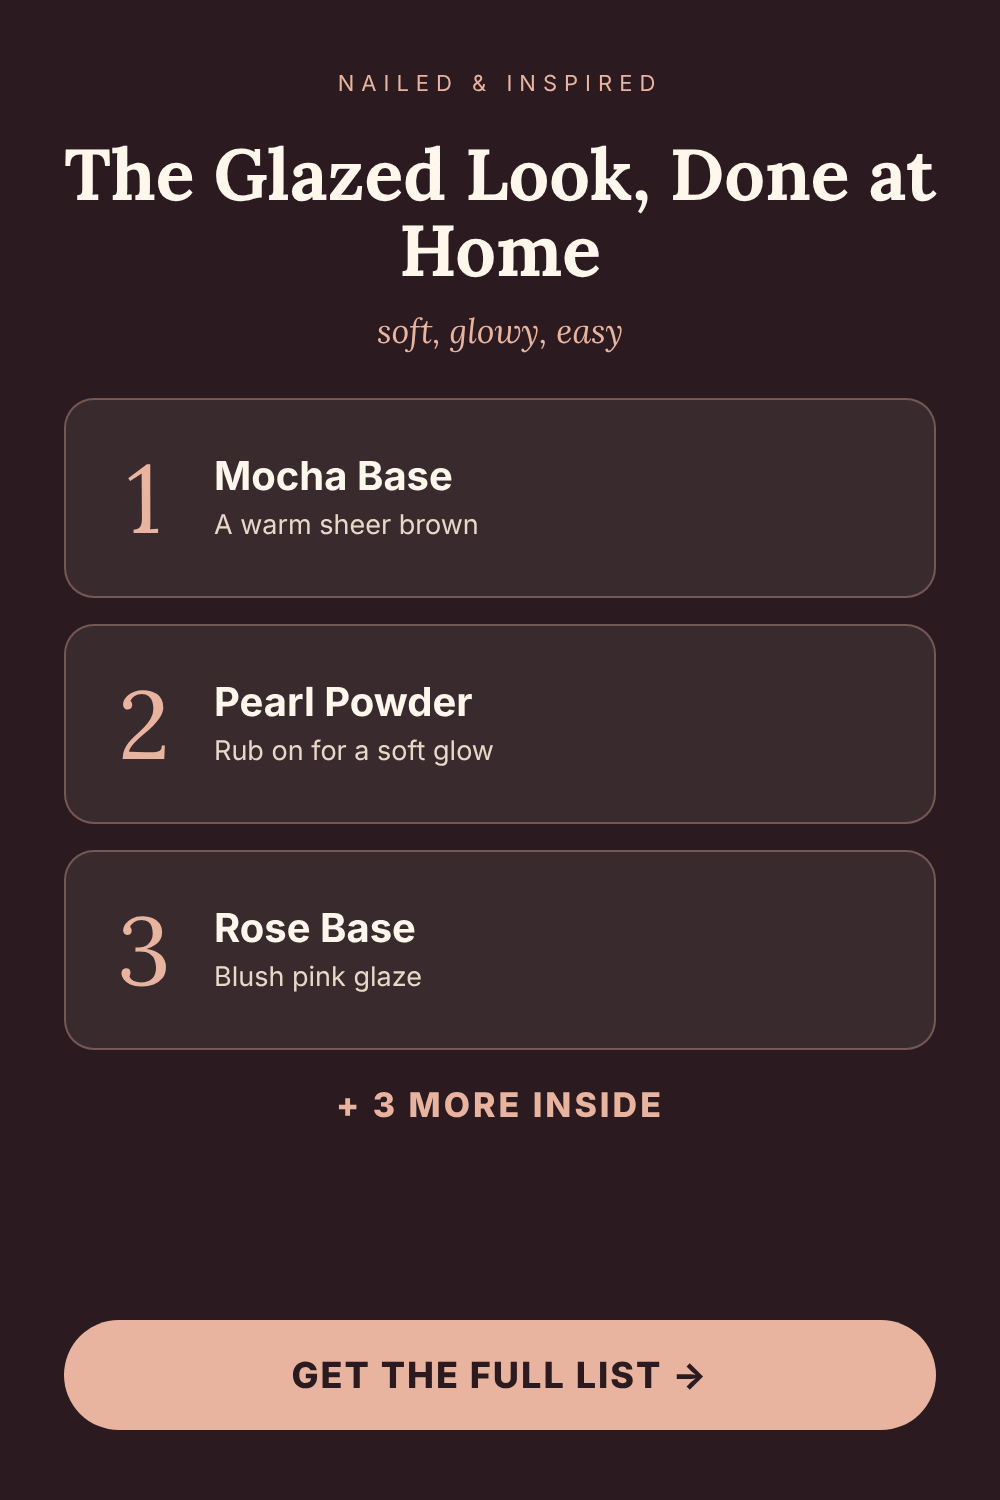 NAILED & INSPIRED
The Glazed Look, Done at
Home
soft, glowy, easy
1
Mocha Base
A warm sheer brown
2
Pearl Powder
Rub on for a soft glow
3
Rose Base
Blush pink glaze
+ 3 MORE INSIDE
GET THE FULL LIST →